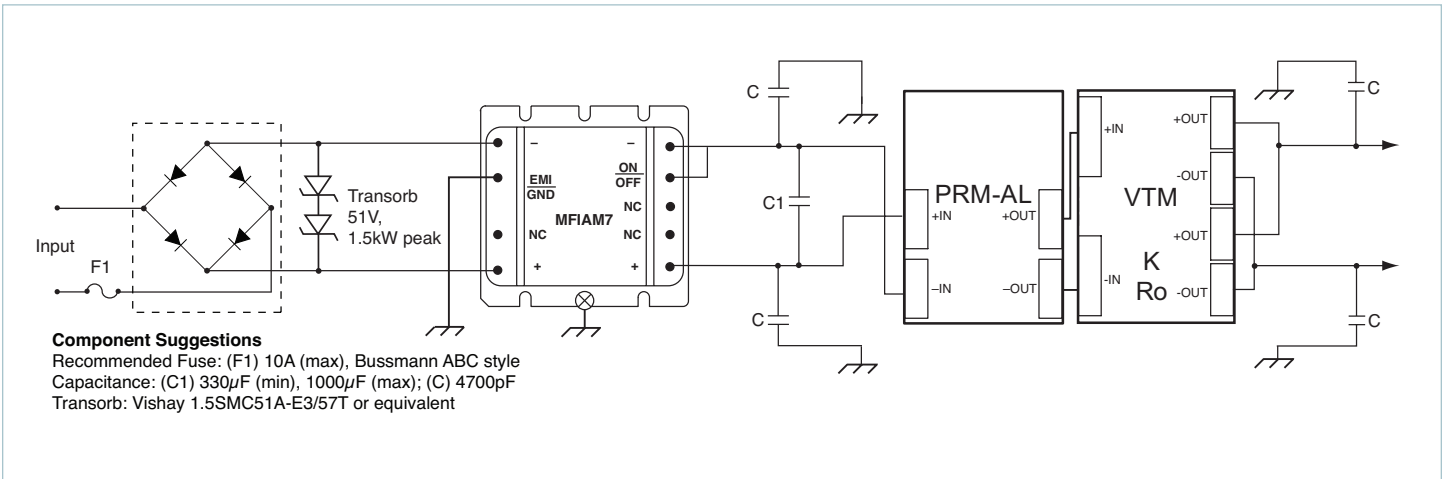 Input
F1
Transorb
51V,
1.5kW peak
–
EMI
GND
NC
+
MFIAM7
–
ON
OFF
NC
NC
+
C
C1
C
PRM-AL
+IN
–IN
+OUT
–OUT
VTM
K
Ro
+IN
-IN
+OUT
-OUT
+OUT
-OUT
C
C
Component Suggestions
Recommended Fuse: (F1) 10A (max), Bussmann ABC style
Capacitance: (C1) 330µF (min), 1000µF (max); (C) 4700pF
Transorb: Vishay 1.5SMC51A-E3/57T or equivalent